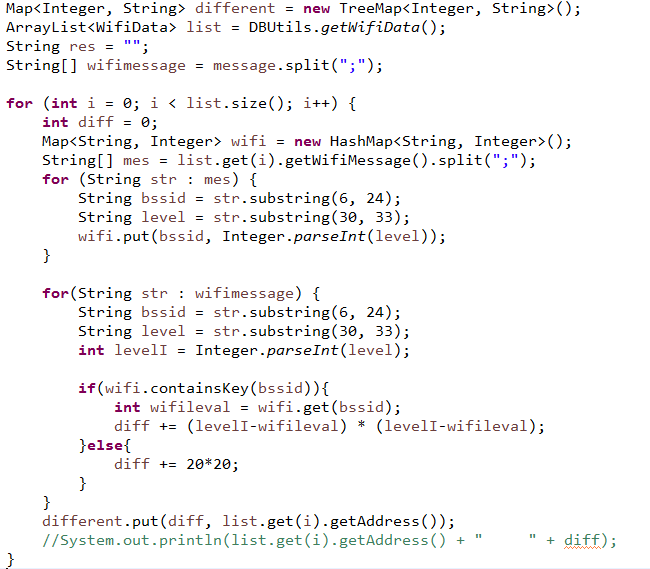 Map<Integer, String> different = new TreeMap<Integer, String>();
ArrayList<WifiData> list = DBUtils.getWifiData();
String res = "";
String[] wifimessage = message.split(";");

for (int i = 0; i < list.size(); i++) {
    int diff = 0;
    Map<String, Integer> wifi = new HashMap<String, Integer>();
    String[] mes = list.get(i).getWifiMessage().split(";");
    for (String str : mes) {
        String bssid = str.substring(6, 24);
        String level = str.substring(30, 33);
        wifi.put(bssid, Integer.parseInt(level));
    }

    for(String str : wifimessage) {
        String bssid = str.substring(6, 24);
        String level = str.substring(30, 33);
        int levelI = Integer.parseInt(level);

        if(wifi.containsKey(bssid)){
            int wifileval = wifi.get(bssid);
            diff += (levelI-wifileval) * (levelI-wifileval);
        }else{
            diff += 20*20;
        }
    }
    different.put(diff, list.get(i).getAddress());
    //System.out.println(list.get(i).getAddress() + "     " + diff);
}